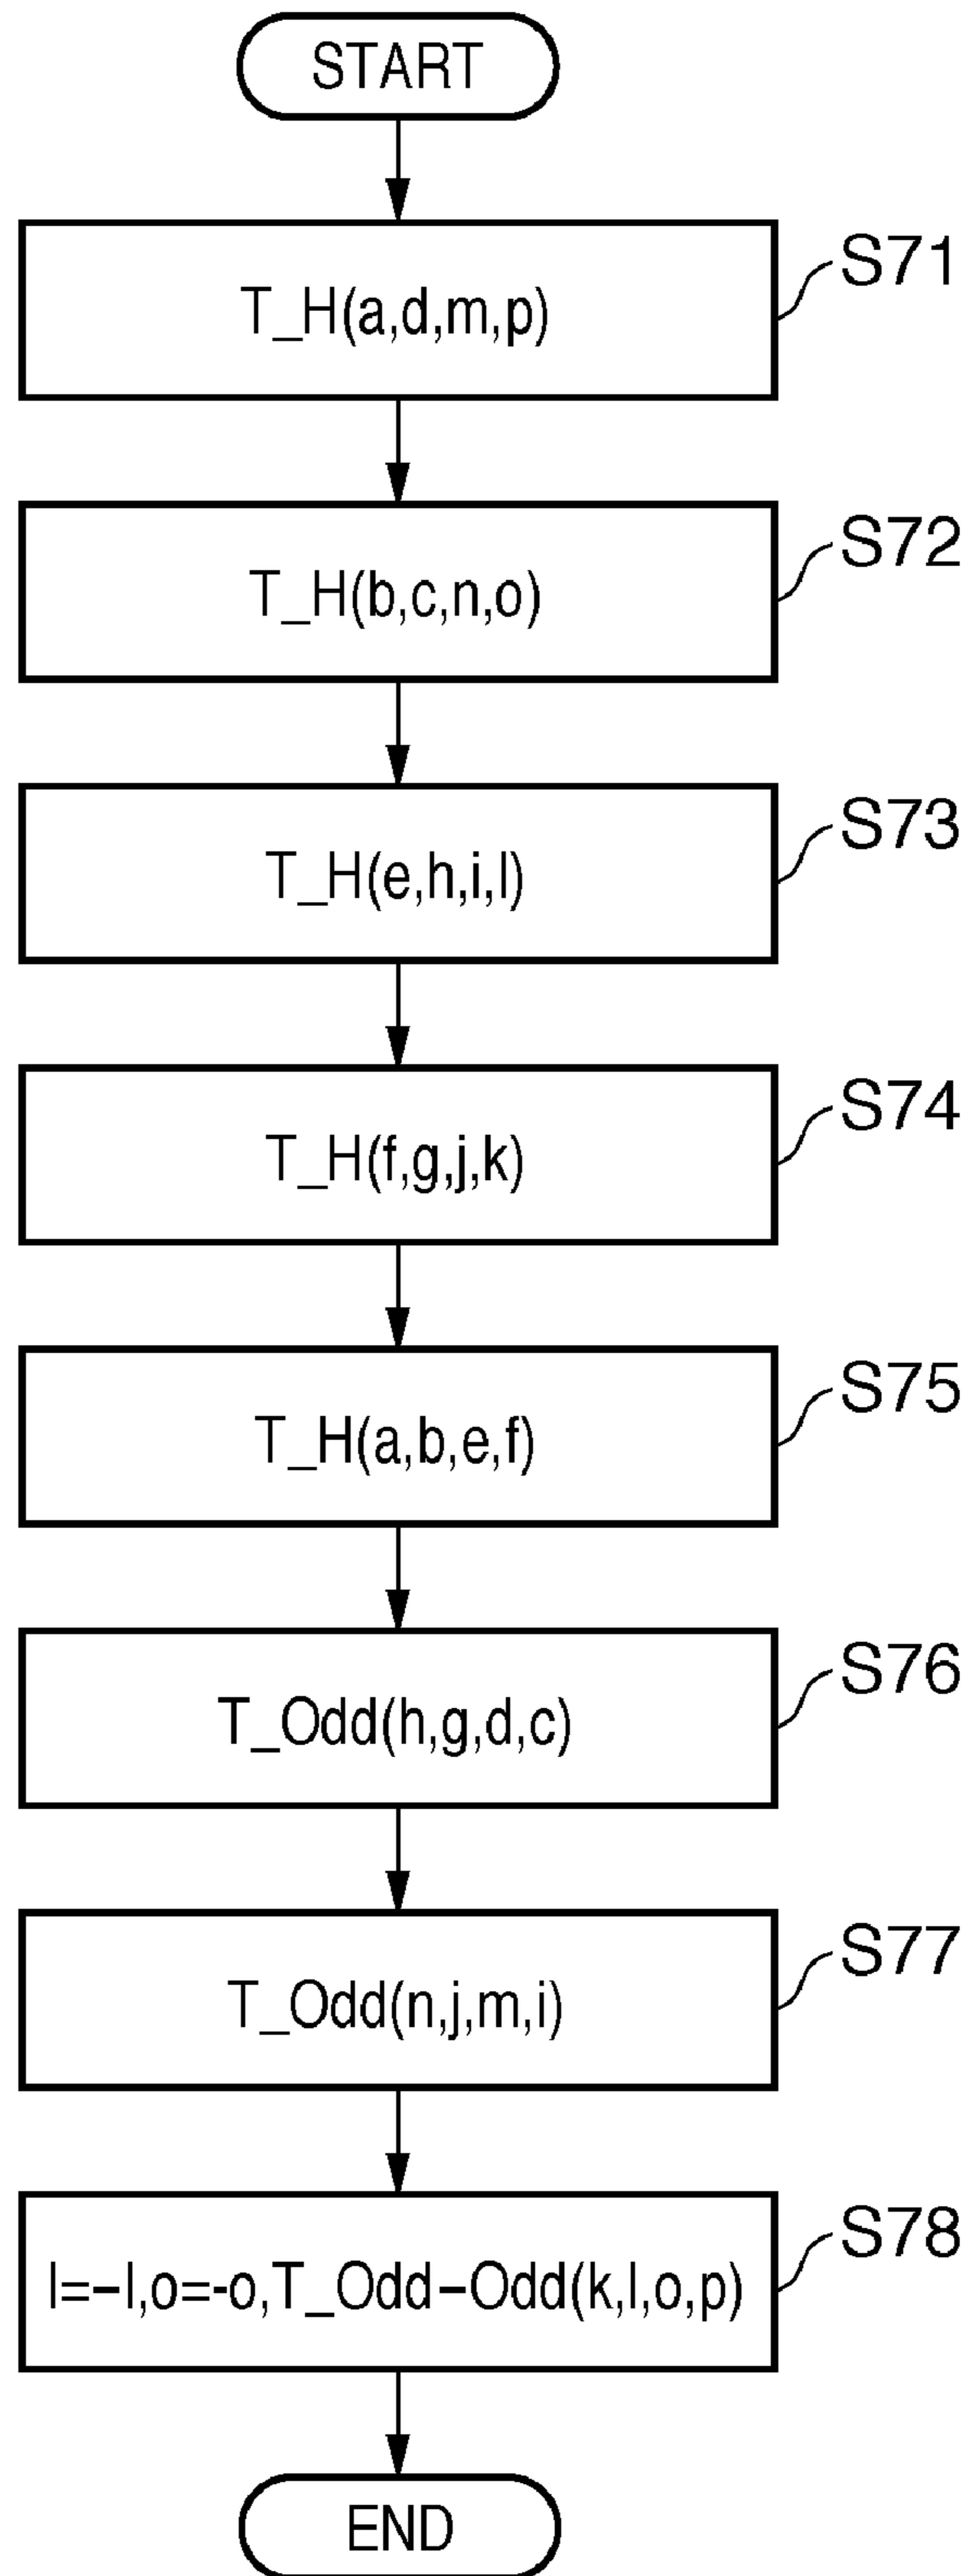 START
T_H(a,d,m,p)
S71
T_H(b,c,n,o)
S72
T_H(e,h,i,l)
S73
T_H(f,g,j,k)
S74
T_H(a,b,e,f)
S75
T_Odd(h,g,d,c)
S76
T_Odd(n,j,m,i)
S77
l=−l,o=-o,T_Odd−Odd(k,l,o,p)
S78
END